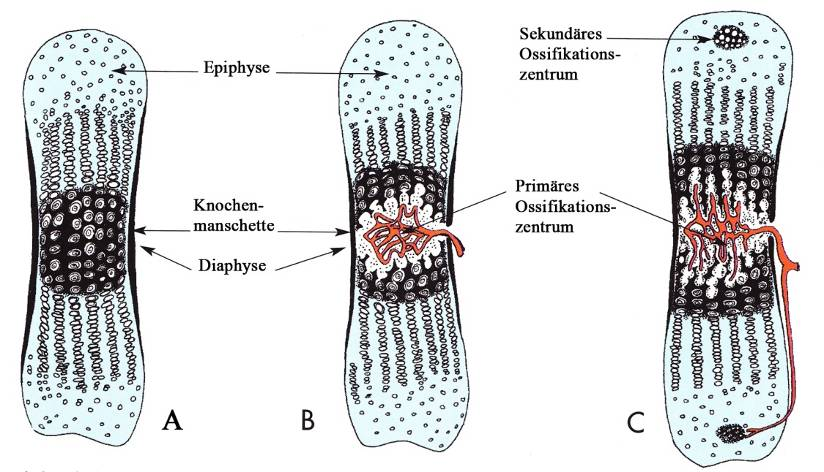 Epiphyse
Knochen-
manschette
Diaphyse
Sekundäres
Ossifikations-
zentrum
Primäres
Ossifikations-
zentrum
A
B
C